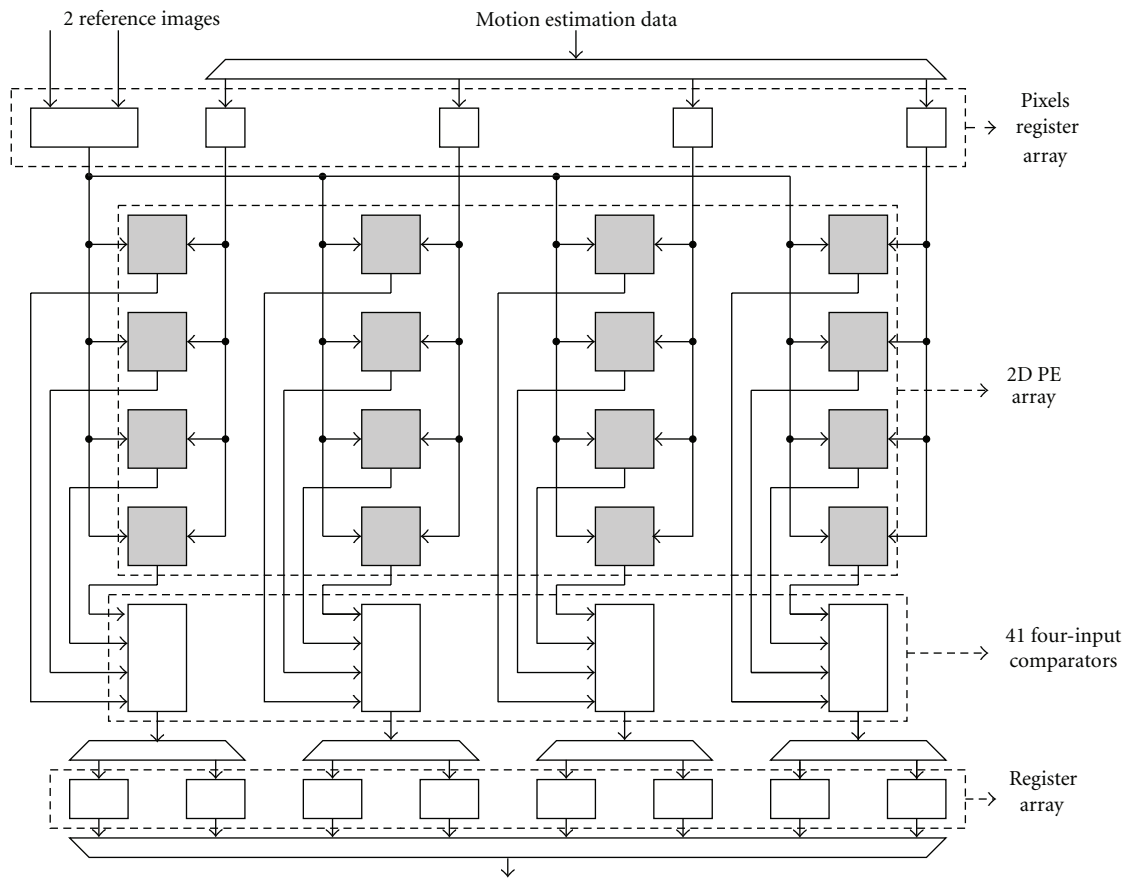 2 reference images
Motion estimation data
Pixels
register
array
2D PE
array
41 four-input
comparators
Register
array